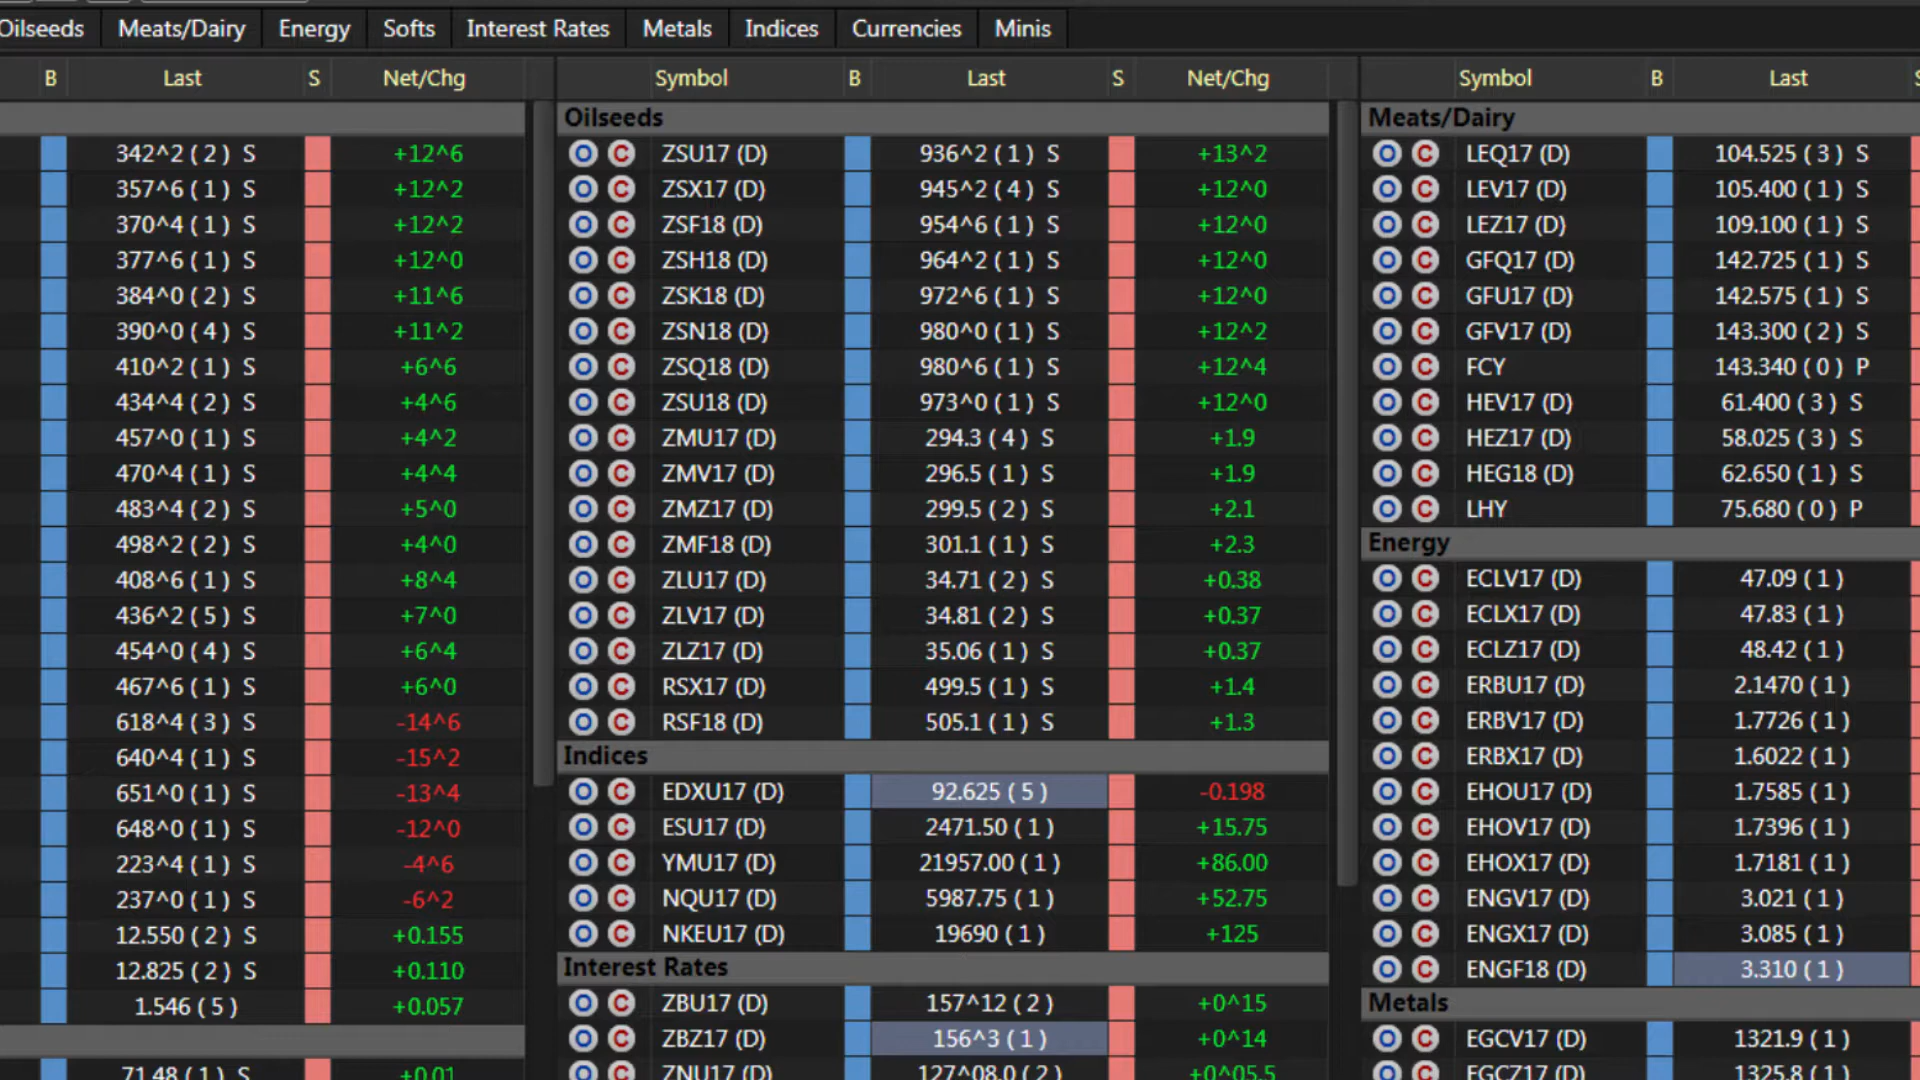 Oilseeds Meats/Dairy Energy Softs Interest Rates Metals Indices Currencies Minis
B Last S Net/Chg
342^2 ( 2 ) S +12^6
357^6 ( 1 ) S +12^2
370^4 ( 1 ) S +12^2
377^6 ( 1 ) S +12^0
384^0 ( 2 ) S +11^6
390^0 ( 4 ) S +11^2
410^2 ( 1 ) S +6^6
434^4 ( 2 ) S +4^6
457^0 ( 1 ) S +4^2
470^4 ( 1 ) S +4^4
483^4 ( 2 ) S +5^0
498^2 ( 2 ) S +4^0
408^6 ( 1 ) S +8^4
436^2 ( 5 ) S +7^0
454^0 ( 4 ) S +6^4
467^6 ( 1 ) S +6^0
618^4 ( 3 ) S -14^6
640^4 ( 1 ) S -15^2
651^0 ( 1 ) S -13^4
648^0 ( 1 ) S -12^0
223^4 ( 1 ) S -4^6
237^0 ( 1 ) S -6^2
12.550 ( 2 ) S +0.155
12.825 ( 2 ) S +0.110
1.546 ( 5 ) +0.057
71.48 ( 1 ) S +0.01
Symbol B Last S Net/Chg
Oilseeds
O C ZSU17 (D) 936^2 ( 1 ) S +13^2
O C ZSX17 (D) 945^2 ( 4 ) S +12^0
O C ZSF18 (D) 954^6 ( 1 ) S +12^0
O C ZSH18 (D) 964^2 ( 1 ) S +12^0
O C ZSK18 (D) 972^6 ( 1 ) S +12^0
O C ZSN18 (D) 980^0 ( 1 ) S +12^2
O C ZSQ18 (D) 980^6 ( 1 ) S +12^4
O C ZSU18 (D) 973^0 ( 1 ) S +12^0
O C ZMU17 (D) 294.3 ( 4 ) S +1.9
O C ZMV17 (D) 296.5 ( 1 ) S +1.9
O C ZMZ17 (D) 299.5 ( 2 ) S +2.1
O C ZMF18 (D) 301.1 ( 1 ) S +2.3
O C ZLU17 (D) 34.71 ( 2 ) S +0.38
O C ZLV17 (D) 34.81 ( 2 ) S +0.37
O C ZLZ17 (D) 35.06 ( 1 ) S +0.37
O C RSX17 (D) 499.5 ( 1 ) S +1.4
O C RSF18 (D) 505.1 ( 1 ) S +1.3
Indices
O C EDXU17 (D) 92.625 ( 5 ) -0.198
O C ESU17 (D) 2471.50 ( 1 ) +15.75
O C YMU17 (D) 21957.00 ( 1 ) +86.00
O C NQU17 (D) 5987.75 ( 1 ) +52.75
O C NKEU17 (D) 19690 ( 1 ) +125
Interest Rates
O C ZBU17 (D) 157^12 ( 2 ) +0^15
O C ZBZ17 (D) 156^3 ( 1 ) +0^14
O C ZNU17 (D) 127^08.0 ( 2 ) +0^05.5
Symbol B Last S
Meats/Dairy
O C LEQ17 (D) 104.525 ( 3 ) S
O C LEV17 (D) 105.400 ( 1 ) S
O C LEZ17 (D) 109.100 ( 1 ) S
O C GFQ17 (D) 142.725 ( 1 ) S
O C GFU17 (D) 142.575 ( 1 ) S
O C GFV17 (D) 143.300 ( 2 ) S
O C FCY 143.340 ( 0 ) P
O C HEV17 (D) 61.400 ( 3 ) S
O C HEZ17 (D) 58.025 ( 3 ) S
O C HEG18 (D) 62.650 ( 1 ) S
O C LHY 75.680 ( 0 ) P
Energy
O C ECLV17 (D) 47.09 ( 1 )
O C ECLX17 (D) 47.83 ( 1 )
O C ECLZ17 (D) 48.42 ( 1 )
O C ERBU17 (D) 2.1470 ( 1 )
O C ERBV17 (D) 1.7726 ( 1 )
O C ERBX17 (D) 1.6022 ( 1 )
O C EHOU17 (D) 1.7585 ( 1 )
O C EHOV17 (D) 1.7396 ( 1 )
O C EHOX17 (D) 1.7181 ( 1 )
O C ENGV17 (D) 3.021 ( 1 )
O C ENGX17 (D) 3.085 ( 1 )
O C ENGF18 (D) 3.310 ( 1 )
Metals
O C EGCV17 (D) 1321.9 ( 1 )
O C EGCZ17 (D) 1325.8 ( 1 )